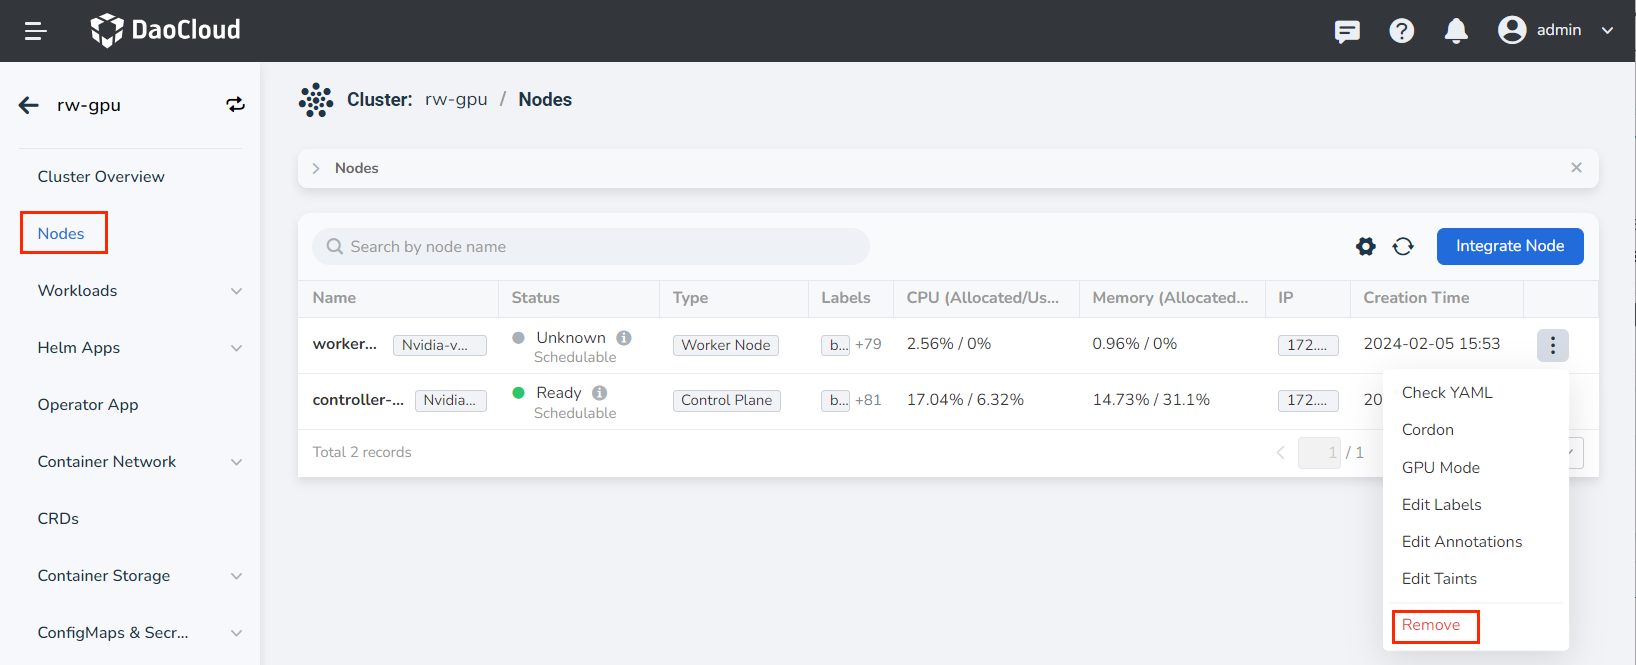 DaoCloud
admin
rw-gpu
Cluster: rw-gpu / Nodes
Cluster Overview
Nodes
Workloads
Helm Apps
Operator App
Container Network
CRDs
Container Storage
ConfigMaps & Secr...
Nodes
Search by node name
Integrate Node
Name Status Type Labels CPU (Allocated/Us... Memory (Allocated... IP Creation Time
worker... Nvidia-v... Unknown Worker Node b... +79 2.56% / 0% 0.96% / 0% 172.... 2024-02-05 15:53
Schedulable
controller-... Nvidia... Ready Control Plane b... +81 17.04% / 6.32% 14.73% / 31.1% 172.... 20
Schedulable
Total 2 records
1 / 1
Check YAML
Cordon
GPU Mode
Edit Labels
Edit Annotations
Edit Taints
Remove